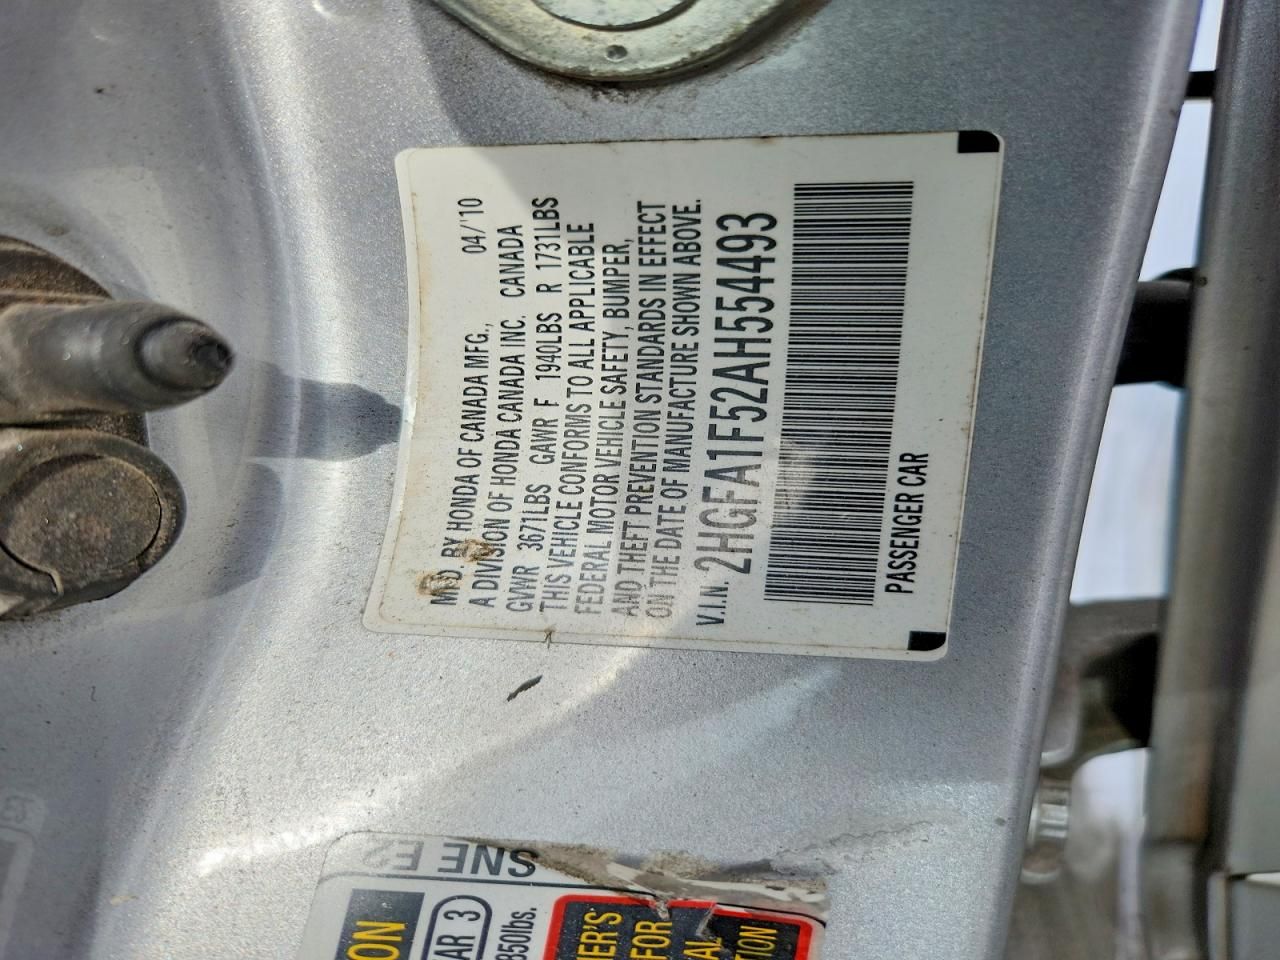 MFD. BY HONDA OF CANADA MFG., 04/'10
A DIVISION OF HONDA CANADA INC. CANADA
GVWR 3671LBS GAWR F 1940LBS R 1731LBS
THIS VEHICLE CONFORMS TO ALL APPLICABLE
FEDERAL MOTOR VEHICLE SAFETY, BUMPER,
AND THEFT PREVENTION STANDARDS IN EFFECT
ON THE DATE OF MANUFACTURE SHOWN ABOVE.
V.I.N. 2HGFA1F52AH554493
PASSENGER CAR
SNE E2
ON
AR 3
850lbs.
IER'S
FOR
AL
TION